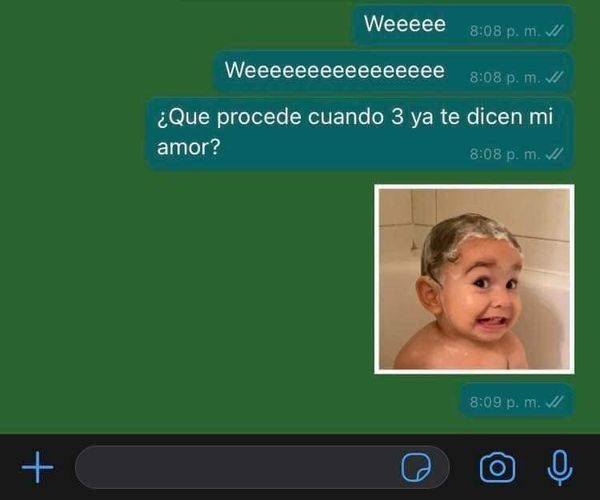 Weeeee
8:08 p. m.
Weeeeeeeeeeeeeeee
8:08 p. m.
¿Que procede cuando 3 ya te dicen mi
amor?
8:08 p. m.
8:09 p. m.